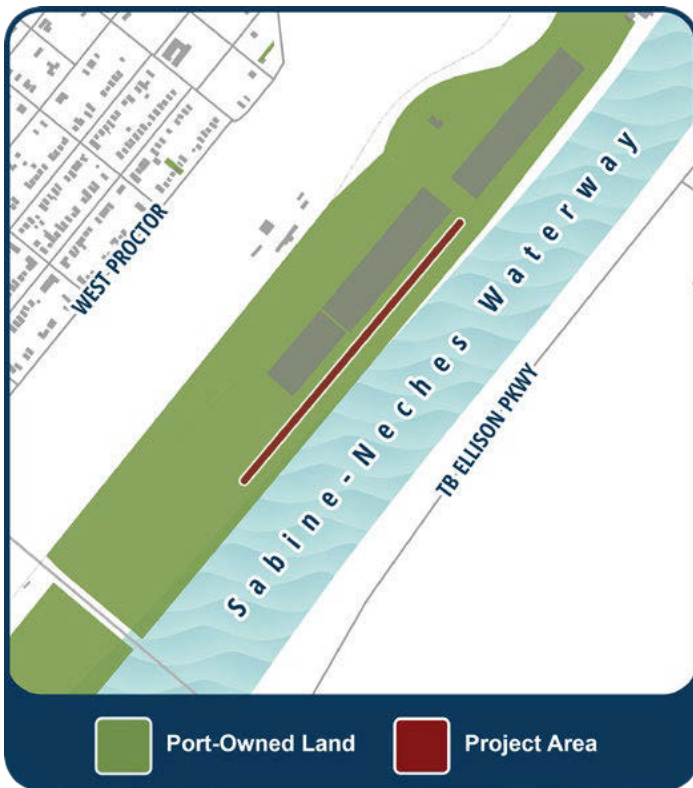 WEST PROCTOR
Sabine-Neches Waterway
TB ELLISON PKWY
Port-Owned Land
Project Area